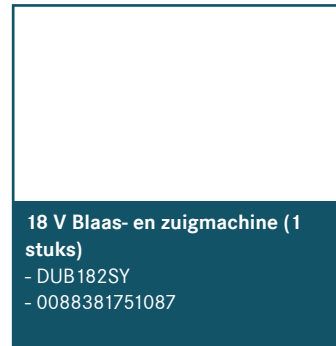 18 V Blaas- en zuigmachine (1
stuks)
- DUB182SY
- 0088381751087